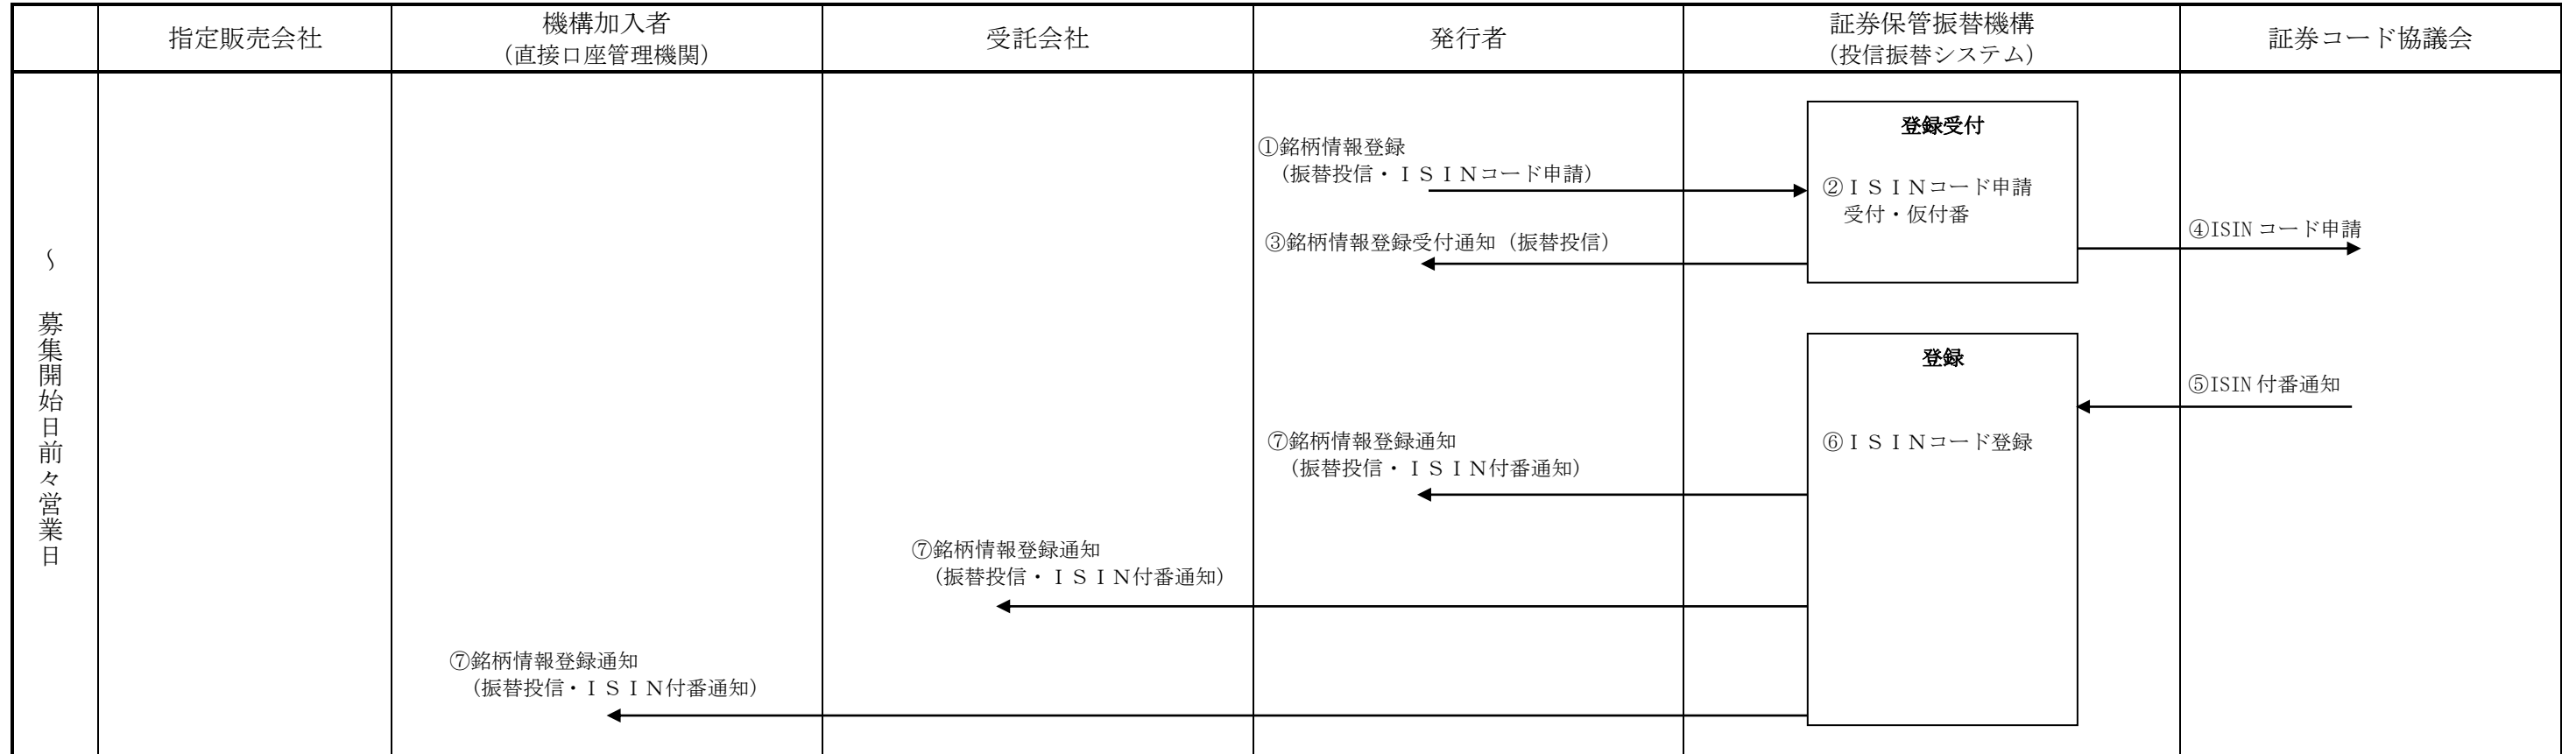 指定販売会社
機構加入者
（直接口座管理機関）
受託会社
発行者
証券保管振替機構
（投信振替システム）
証券コード協議会
～　募集開始日前々営業日
登録受付
①銘柄情報登録
（振替投信・ＩＳＩＮコード申請）
②ＩＳＩＮコード申請
受付・仮付番
③銘柄情報登録受付通知（振替投信）
④ISIN コード申請
登録
⑤ISIN 付番通知
⑥ＩＳＩＮコード登録
⑦銘柄情報登録通知
（振替投信・ＩＳＩＮ付番通知）
⑦銘柄情報登録通知
（振替投信・ＩＳＩＮ付番通知）
⑦銘柄情報登録通知
（振替投信・ＩＳＩＮ付番通知）